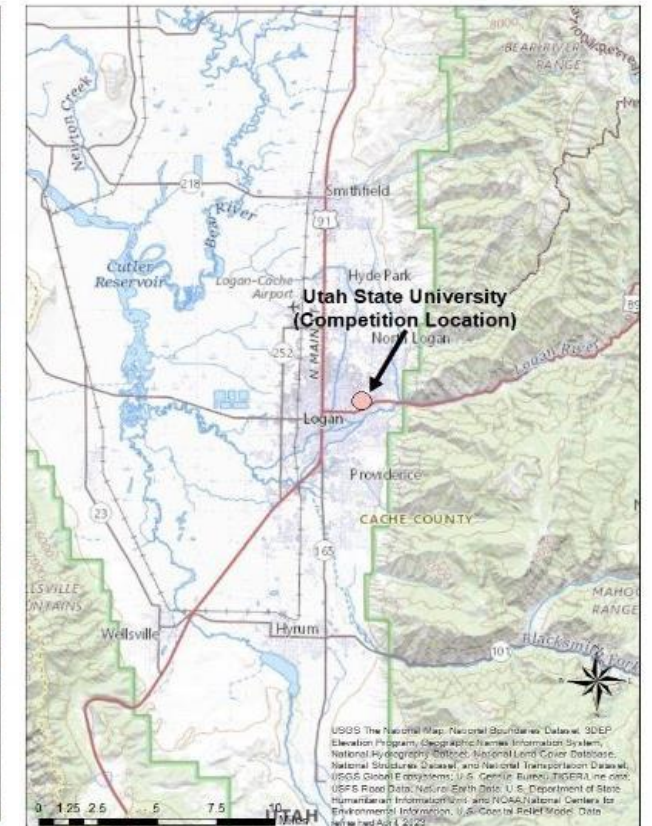 BEAR RIVER
RANGE
Newton Creek
218
Smithfield
Bear River
91
Cutler
Reservoir
Hyde Park
Logan-Cache
Airport
Utah State University
(Competition Location)
89
North Logan
N MAIN
252
Logan River
Logan
Providence
CACHE COUNTY
23
165
Wellsville
Hyrum
101
RANGE
Blacksmith Fork
USGS The National Map: National Boundaries Dataset, 3DEP
Elevation Program, Geographic Names Information System,
National Hydrography Dataset, National Land Cover Database,
National Structures Dataset, and National Transportation Dataset;
USGS Global Ecosystems; U.S. Census Bureau TIGER/Line data;
USFS Road Data; Natural Earth Data; U.S. Department of State
Humanitarian Information Unit; and NOAA National Centers for
Environmental Information, U.S. Coastal Relief Model. Data
refreshed April, 2023.
0 1.25 2.5 5 7.5 10
UTAH